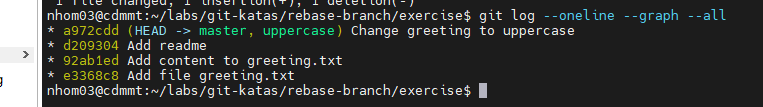 1 file changed, 1 insertion(+), 1 deletion(-)
nhom03@cdmmt:~/labs/git-katas/rebase-branch/exercise$ git log --oneline --graph --all
* a972cdd (HEAD -> master, uppercase) Change greeting to uppercase
* d209304 Add readme
* 92ab1ed Add content to greeting.txt
* e3368c8 Add file greeting.txt
nhom03@cdmmt:~/labs/git-katas/rebase-branch/exercise$